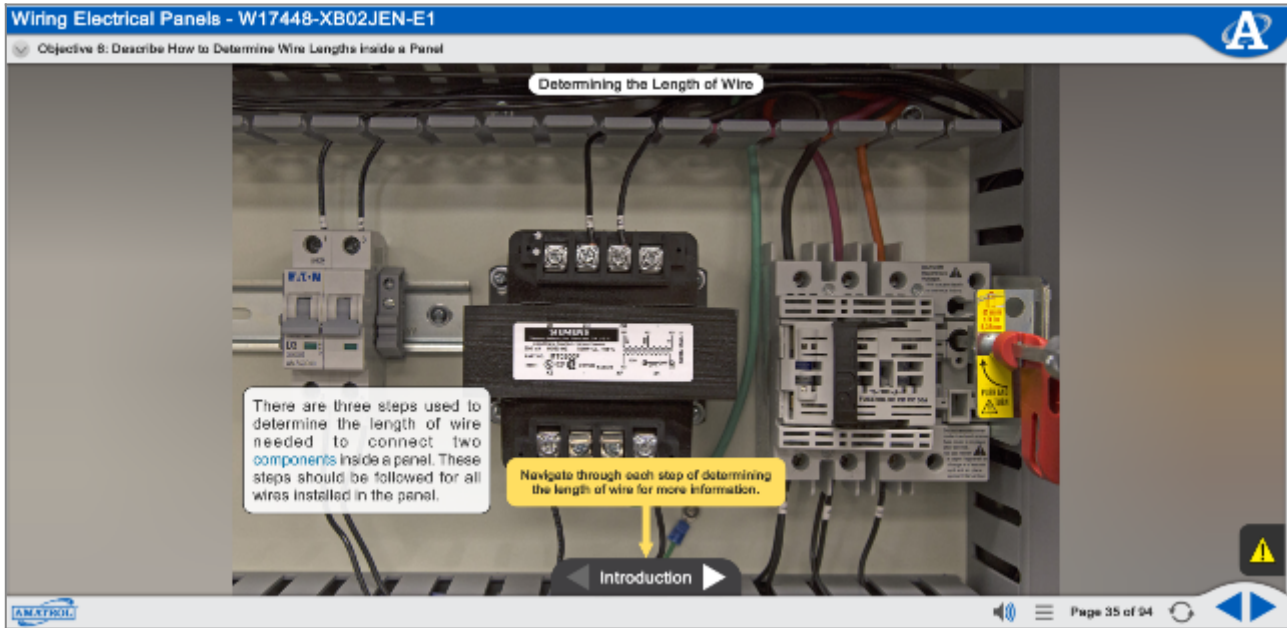 Wiring Electrical Panels - W17448-XB02JEN-E1
Objective 6: Describe How to Determine Wire Lengths inside a Panel
A
Determining the Length of Wire
EATON
SIEMENS
There are three steps used to
determine the length of wire
needed to connect two
components inside a panel. These
steps should be followed for all
wires installed in the panel.
Navigate through each step of determining
the length of wire for more information.
Introduction
AMATROL
Page 35 of 94